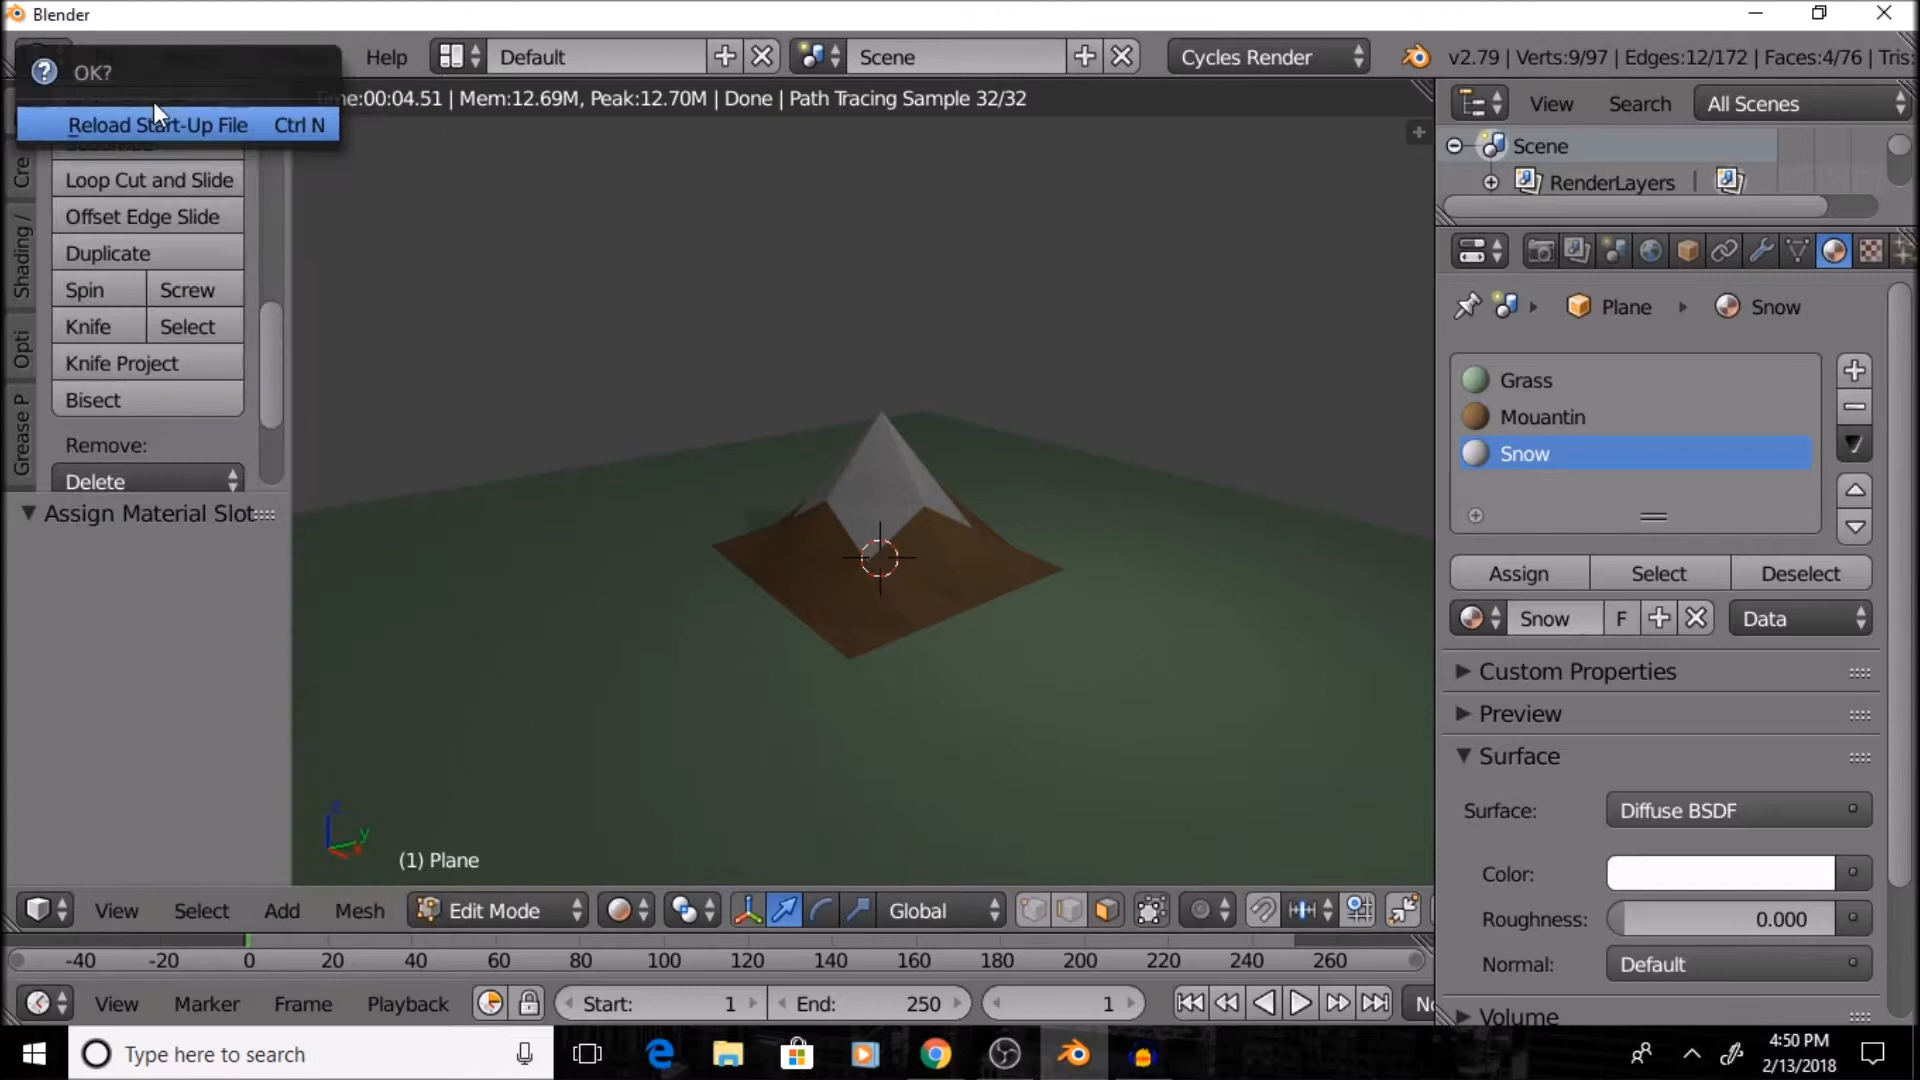 Blender
OK?
Reload Start-Up File Ctrl N
Help
Default
Scene
Cycles Render
v2.79 | Verts:9/97 | Edges:12/172 | Faces:4/76 | Tris:
ime:00:04.51 | Mem:12.69M, Peak:12.70M | Done | Path Tracing Sample 32/32
View Search All Scenes
Scene
RenderLayers
Cre
Shading /
Opti
Grease P
Loop Cut and Slide
Offset Edge Slide
Duplicate
Spin Screw
Knife Select
Knife Project
Bisect
Remove:
Delete
Assign Material Slot
Plane Snow
Grass
Mouantin
Snow
Assign Select Deselect
Snow F Data
Custom Properties
Preview
Surface
Surface: Diffuse BSDF
Color:
Roughness: 0.000
Normal: Default
Volume
z
y
(1) Plane
View Select Add Mesh Edit Mode Global
-40 -20 0 20 40 60 80 100 120 140 160 180 200 220 240 260
View Marker Frame Playback Start: 1 End: 250 1 No
Type here to search
4:50 PM
2/13/2018